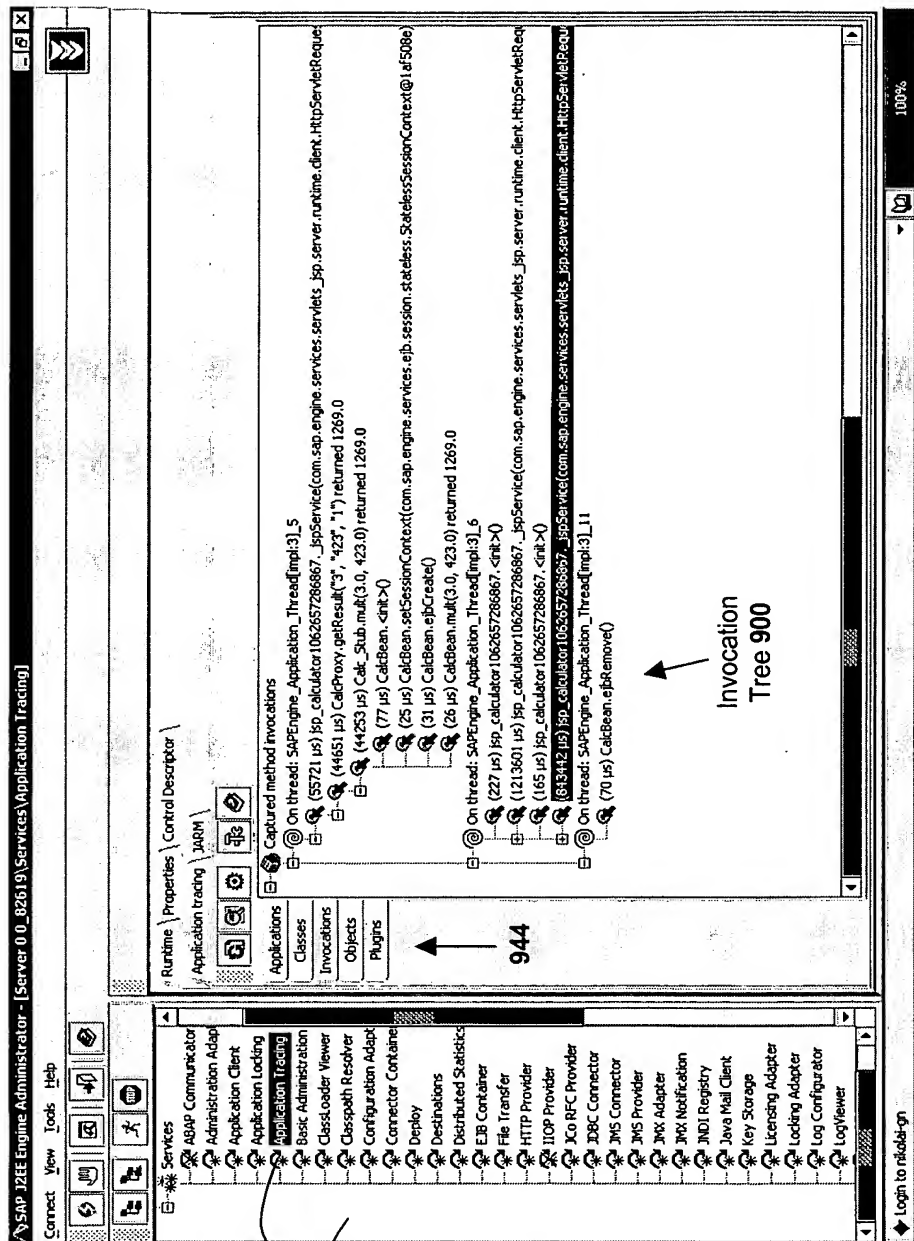 SAP J2EE Engine Administrator - [Server 0 0_82619\Services\Application Tracing]
Connect View Tools Help
Services
ABAP Communicator
Administration Adapt
Application Client
Application Locking
Application Tracing
Basic Administration
ClassLoader Viewer
Classpath Resolver
Configuration Adapt
Connector Container
Deploy
Destinations
Distributed Statistics
EJB Container
File Transfer
HTTP Provider
IIOP Provider
JCo RFC Provider
JDBC Connector
JMS Connector
JMS Provider
JMX Adapter
JMX Notification
JNDI Registry
Java Mail Client
Key Storage
Licensing Adapter
Locking Adapter
Log Configurator
LogViewer
Runtime Properties Control Descriptor
Application tracing JARM
Applications
Classes
Invocations
Objects
Plugins
944
Captured method invocations
On thread: SAPEngine_Application_Thread[impl:3]_5
(55721 µs) jsp_calculator1062657286867._jspService(com.sap.engine.services.servlets_jsp.server.runtime.client.HttpServletReques
(44651 µs) CalcProxy.getResult("3", "423", "1") returned 1269.0
(44253 µs) Calc_Stub.mult(3.0, 423.0) returned 1269.0
(77 µs) CalcBean.<init>()
(25 µs) CalcBean.setSessionContext(com.sap.engine.services.ejb.session.stateless.StatelessSessionContext@1af508e)
(31 µs) CalcBean.ejbCreate()
(26 µs) CalcBean.mult(3.0, 423.0) returned 1269.0
On thread: SAPEngine_Application_Thread[impl:3]_6
(227 µs) jsp_calculator1062657286867.<init>()
(1213601 µs) jsp_calculator1062657286867._jspService(com.sap.engine.services.servlets_jsp.server.runtime.client.HttpServletRequ
(165 µs) jsp_calculator1062657286867.<init>()
(843442 µs) jsp_calculator1062657286867._jspService(com.sap.engine.services.servlets_jsp.server.runtime.client.HttpServletRequ
On thread: SAPEngine_Application_Thread[impl:3]_11
(70 µs) CalcBean.ejbRemove()
Invocation
Tree 900
Login to nikolai-gn
100%